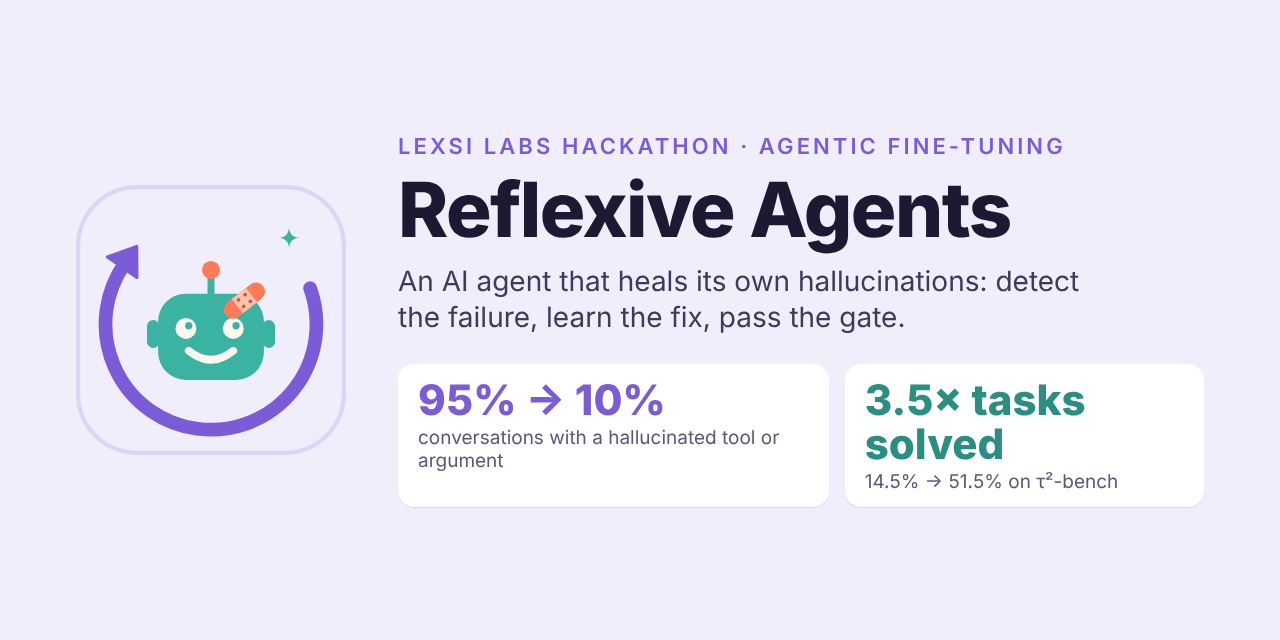 LEXSI LABS HACKATHON · AGENTIC FINE-TUNING
Reflexive Agents
An AI agent that heals its own hallucinations: detect
the failure, learn the fix, pass the gate.
95% → 10%
conversations with a hallucinated tool or
argument
3.5× tasks
solved
14.5% → 51.5% on τ²-bench